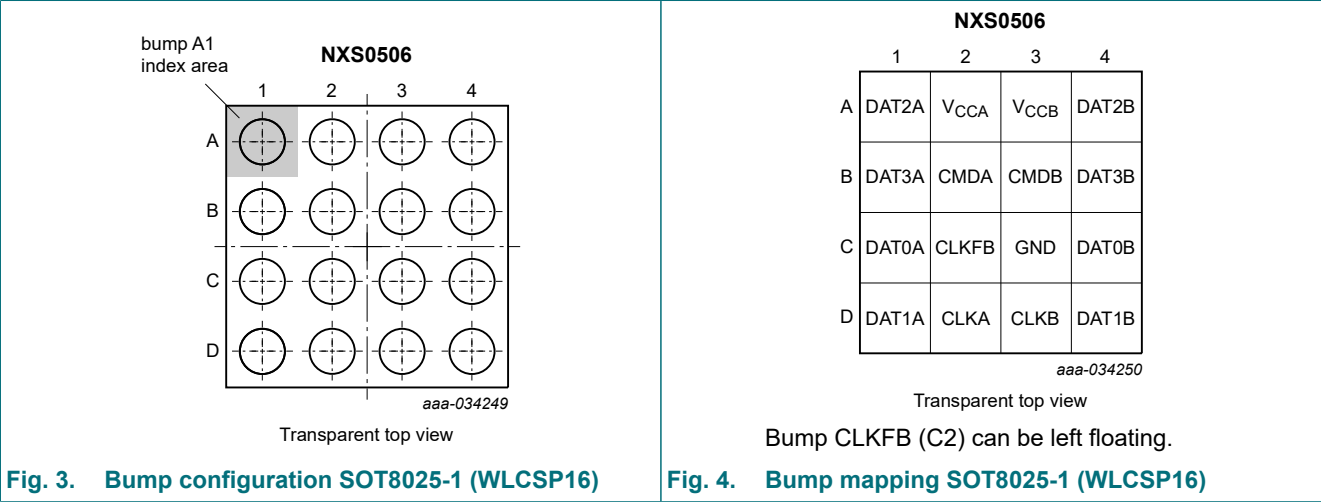 bump A1
index area
NXS0506
1 2 3 4
A
B
C
D
aaa-034249
Transparent top view
Fig. 3. Bump configuration SOT8025-1 (WLCSP16)
NXS0506
1 2 3 4
A DAT2A VCCA VCCB DAT2B
B DAT3A CMDA CMDB DAT3B
C DAT0A CLKFB GND DAT0B
D DAT1A CLKA CLKB DAT1B
aaa-034250
Transparent top view
Bump CLKFB (C2) can be left floating.
Fig. 4. Bump mapping SOT8025-1 (WLCSP16)